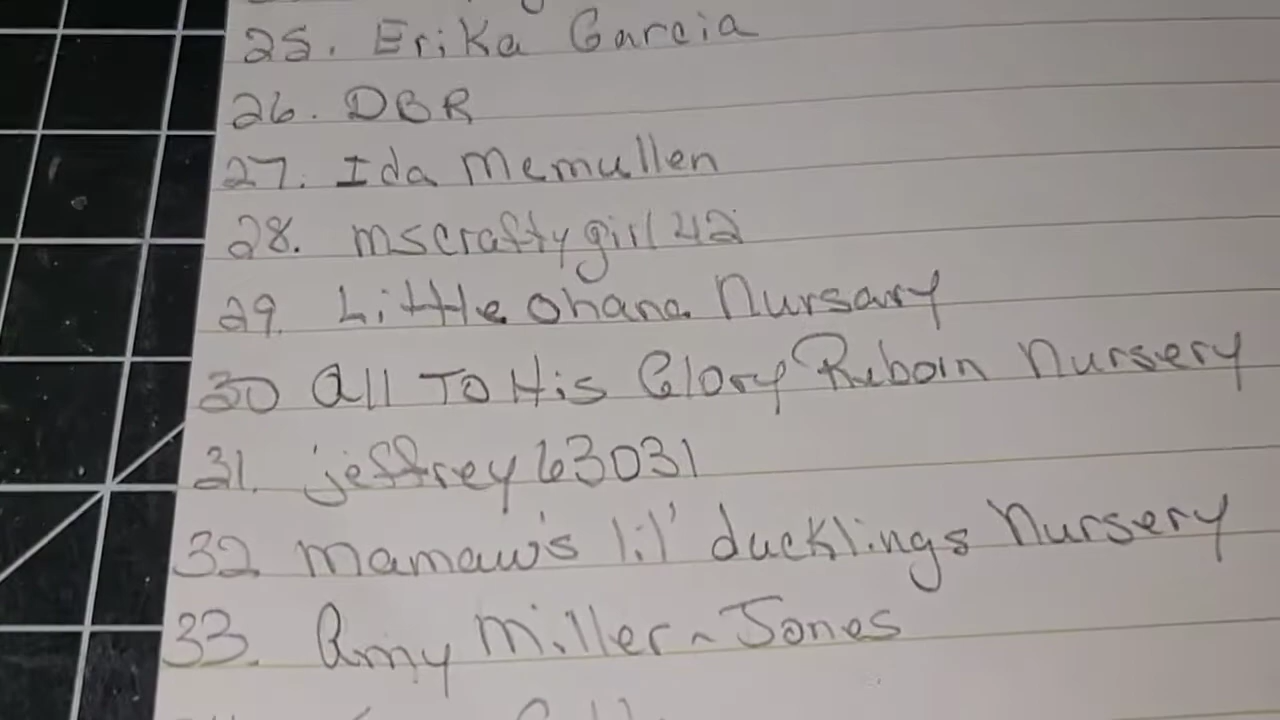 25. Erika Garcia
26. DBR
27. Ida Mcmullen
28. mscraftygirl42
29. Little Ohana Nursary
30 All To His Glory Reborn Nursery
31. jeffrey63031
32 mamaw's lil' ducklings Nursery
33. Amy Miller-Jones